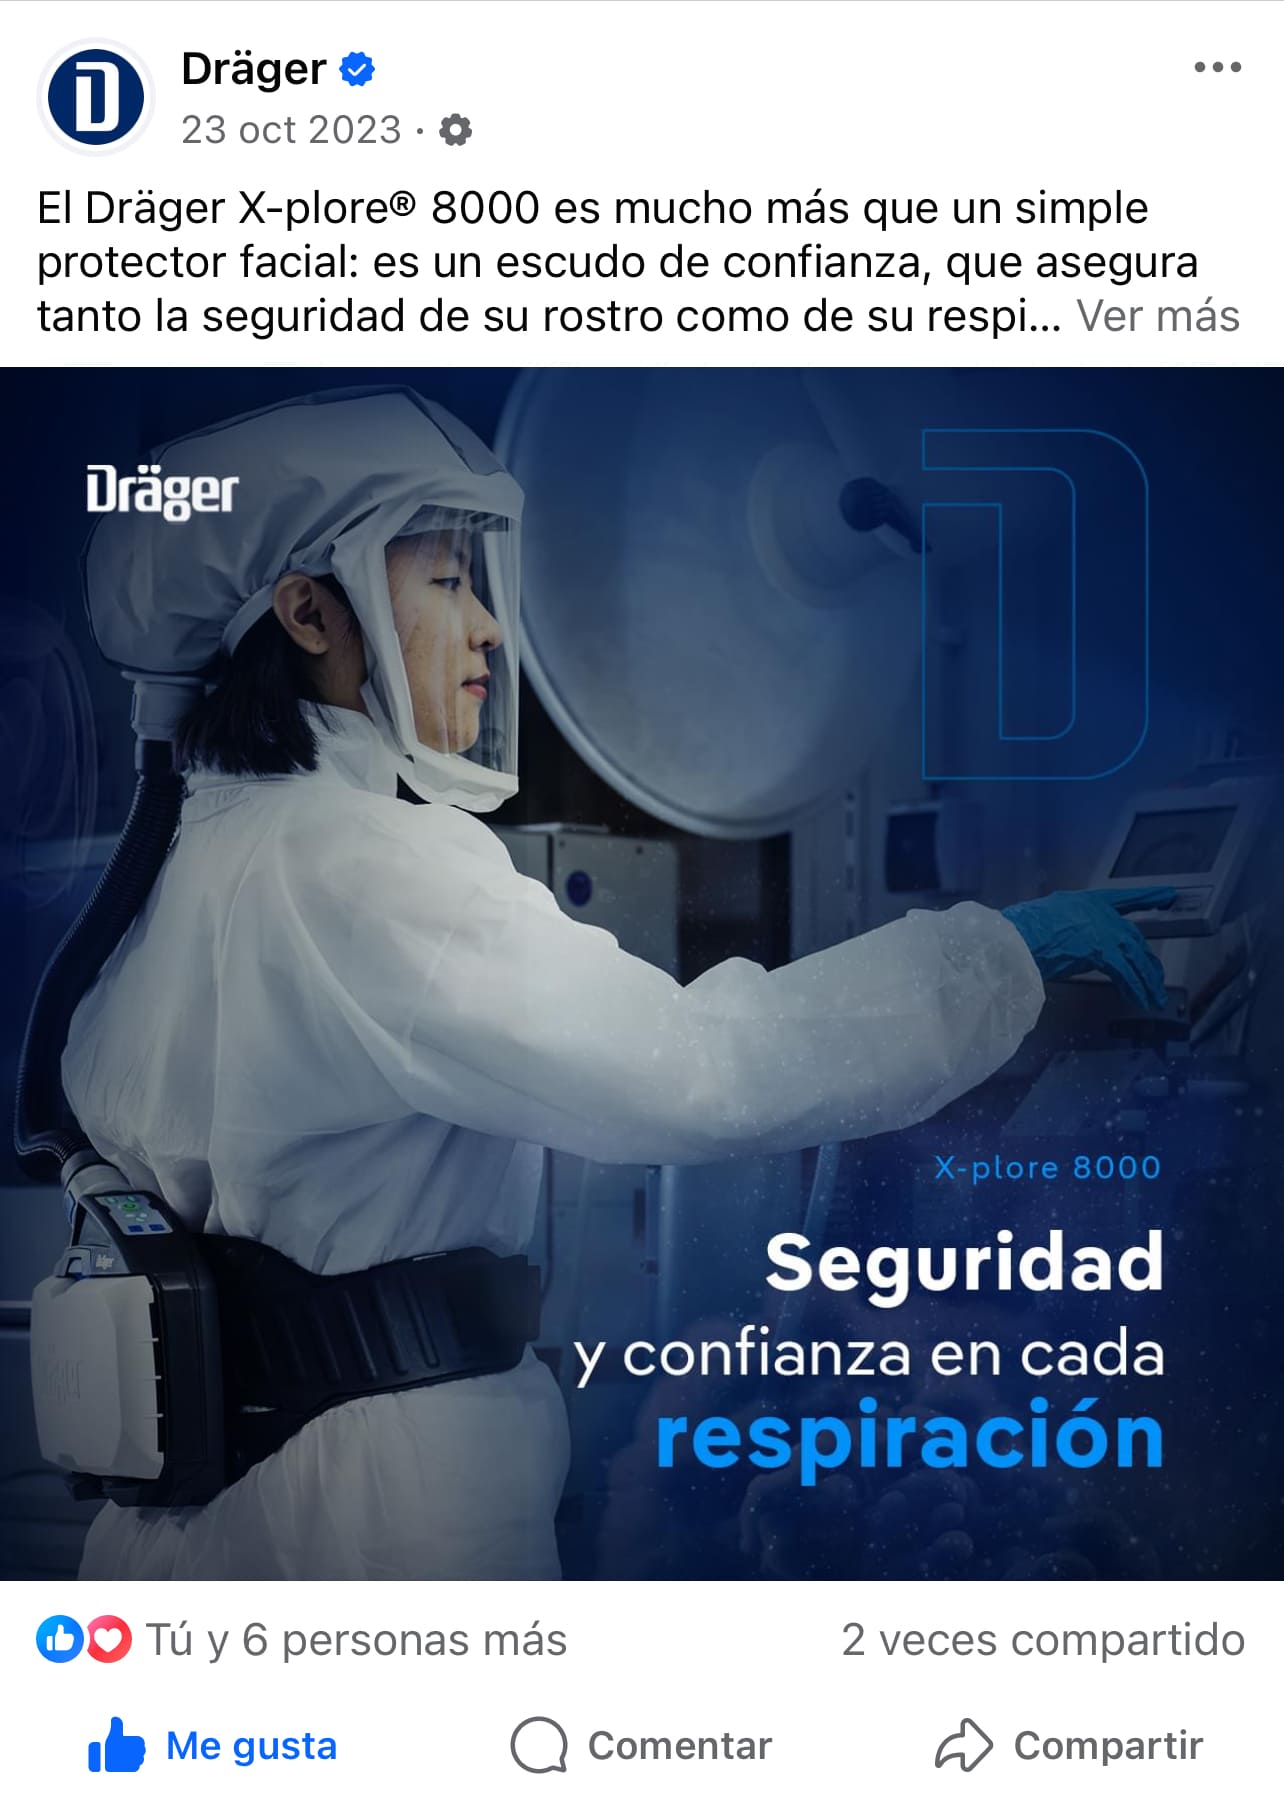 Dräger
23 oct 2023 ·
El Dräger X-plore® 8000 es mucho más que un simple
protector facial: es un escudo de confianza, que asegura
tanto la seguridad de su rostro como de su respi... Ver más
Dräger
X-plore 8000
Seguridad
y confianza en cada
respiración
Dräger
Tú y 6 personas más
2 veces compartido
Me gusta
Comentar
Compartir